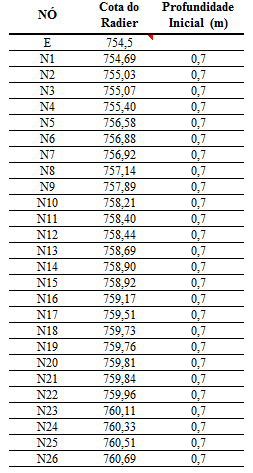 NÓ Cota do Radier Profundidade Inicial (m)
E 754,5
N1 754,69 0,7
N2 755,03 0,7
N3 755,07 0,7
N4 755,40 0,7
N5 756,58 0,7
N6 756,88 0,7
N7 756,92 0,7
N8 757,14 0,7
N9 757,89 0,7
N10 758,21 0,7
N11 758,40 0,7
N12 758,44 0,7
N13 758,69 0,7
N14 758,90 0,7
N15 758,92 0,7
N16 759,17 0,7
N17 759,51 0,7
N18 759,73 0,7
N19 759,76 0,7
N20 759,81 0,7
N21 759,84 0,7
N22 759,96 0,7
N23 760,11 0,7
N24 760,33 0,7
N25 760,51 0,7
N26 760,69 0,7